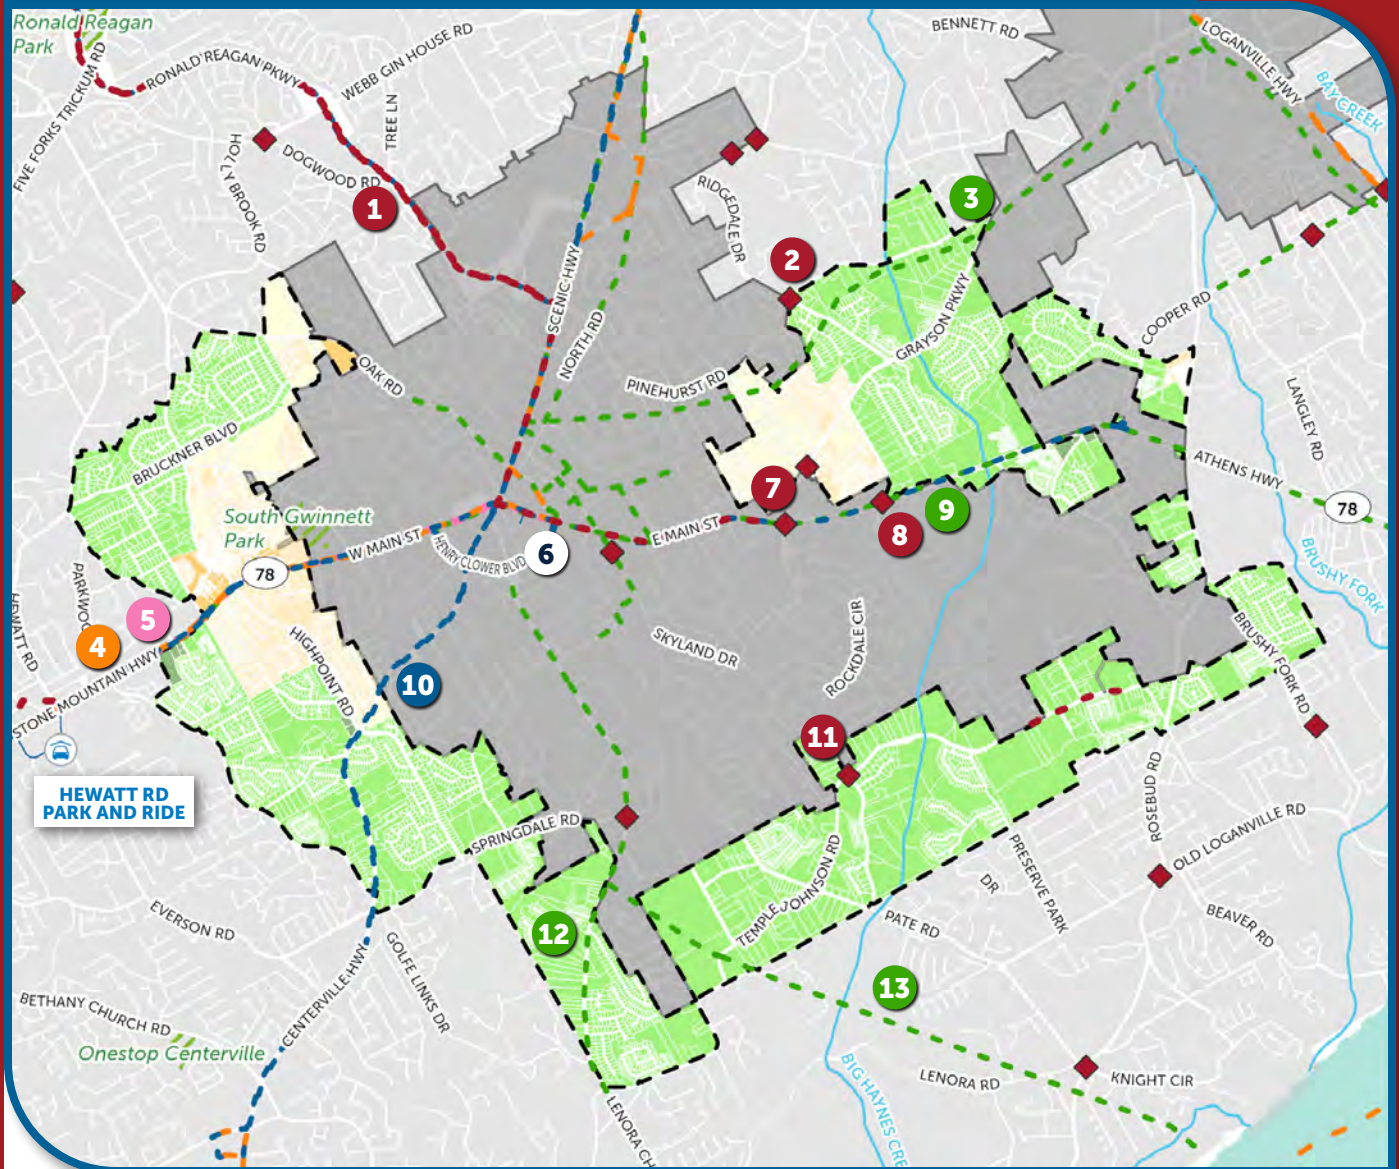 Ronald Reagan
Park
FIVE FORKS TRICKUM RD
RONALD REAGAN PKWY
WEBB GIN HOUSE RD
TREE LN
HOLLY BROOK RD
DOGWOOD RD
1
BENNETT RD
LOGANVILLE HWY
BAY CREEK
RIDGEDALE DR
3
2
SCENIC HWY
NORTH RD
GRAYSON PKWY
COOPER RD
OAK RD
PINEHURST RD
LANGLEY RD
BRUCKNER BLVD
ATHENS HWY
78
South Gwinnett
Park
7
8
9
W MAIN ST
E MAIN ST
HENRY CLOWER BLVD
6
78
BRUSHY FORK
PARKWOO
HEWATT RD
5
4
STONE MOUNTAIN HWY
HIGHPOINT RD
10
SKYLAND DR
ROCKDALE CIR
BRUSHY FORK RD
11
HEWATT RD
PARK AND RIDE
SPRINGDALE RD
ROSEBUD RD
OLD LOGANVILLE RD
TEMPLE JOHNSON RD
PRESERVE PARK
DR
EVERSON RD
GOLFE LINKS DR
12
PATE RD
BEAVER RD
CENTERVILLE HWY
13
BETHANY CHURCH RD
Onestop Centerville
LENORA RD
KNIGHT CIR
BIG HAYNES CRE
LENORA CH